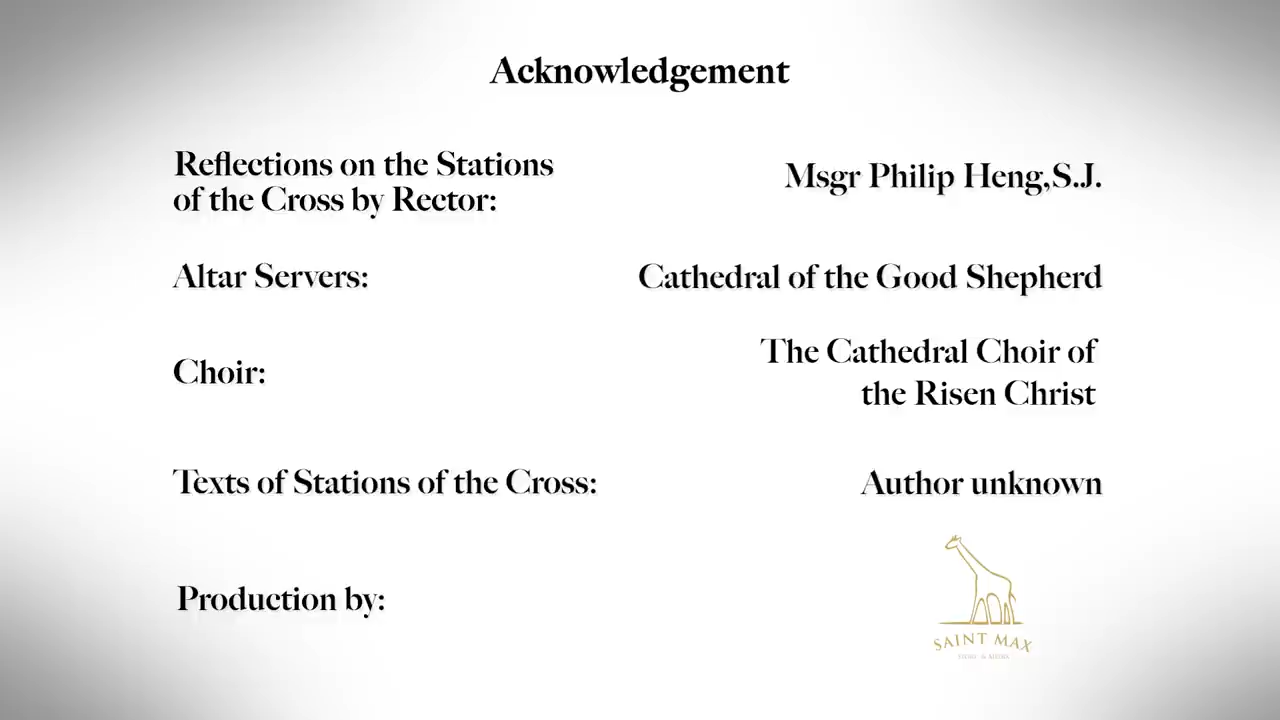 Acknowledgement
Reflections on the Stations
of the Cross by Rector:
Msgr Philip Heng,S.J.
Altar Servers:
Cathedral of the Good Shepherd
Choir:
The Cathedral Choir of
the Risen Christ
Texts of Stations of the Cross:
Author unknown
Production by:
SAINT MAX